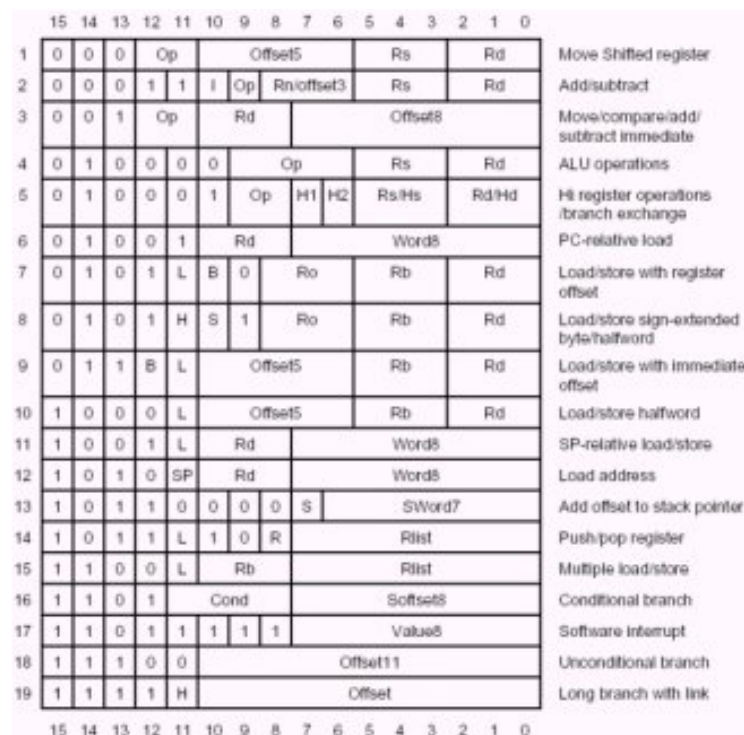 15 14 13 12 11 10 9 8 7 6 5 4 3 2 1 0
1 0 0 0 Op Offset5 Rs Rd Move Shifted register
2 0 0 0 1 1 I Op Rn/offset3 Rs Rd Add/subtract
3 0 0 1 Op Rd Offset8 Move/compare/add/
subtract immediate
4 0 1 0 0 0 0 Op Rs Rd ALU operations
5 0 1 0 0 0 1 Op H1 H2 Rs/Hs Rd/Hd Hi register operations
/branch exchange
6 0 1 0 0 1 Rd Word8 PC-relative load
7 0 1 0 1 L B 0 Ro Rb Rd Load/store with register
offset
8 0 1 0 1 H S 1 Ro Rb Rd Load/store sign-extended
byte/halfword
9 0 1 1 B L Offset5 Rb Rd Load/store with immediate
offset
10 1 0 0 0 L Offset5 Rb Rd Load/store halfword
11 1 0 0 1 L Rd Word8 SP-relative load/store
12 1 0 1 0 SP Rd Word8 Load address
13 1 0 1 1 0 0 0 0 S SWord7 Add offset to stack pointer
14 1 0 1 1 L 1 0 R Rlist Push/pop register
15 1 1 0 0 L Rb Rlist Multiple load/store
16 1 1 0 1 Cond Softset8 Conditional branch
17 1 1 0 1 1 1 1 1 Value8 Software interrupt
18 1 1 1 0 0 Offset11 Unconditional branch
19 1 1 1 1 H Offset Long branch with link
15 14 13 12 11 10 9 8 7 6 5 4 3 2 1 0